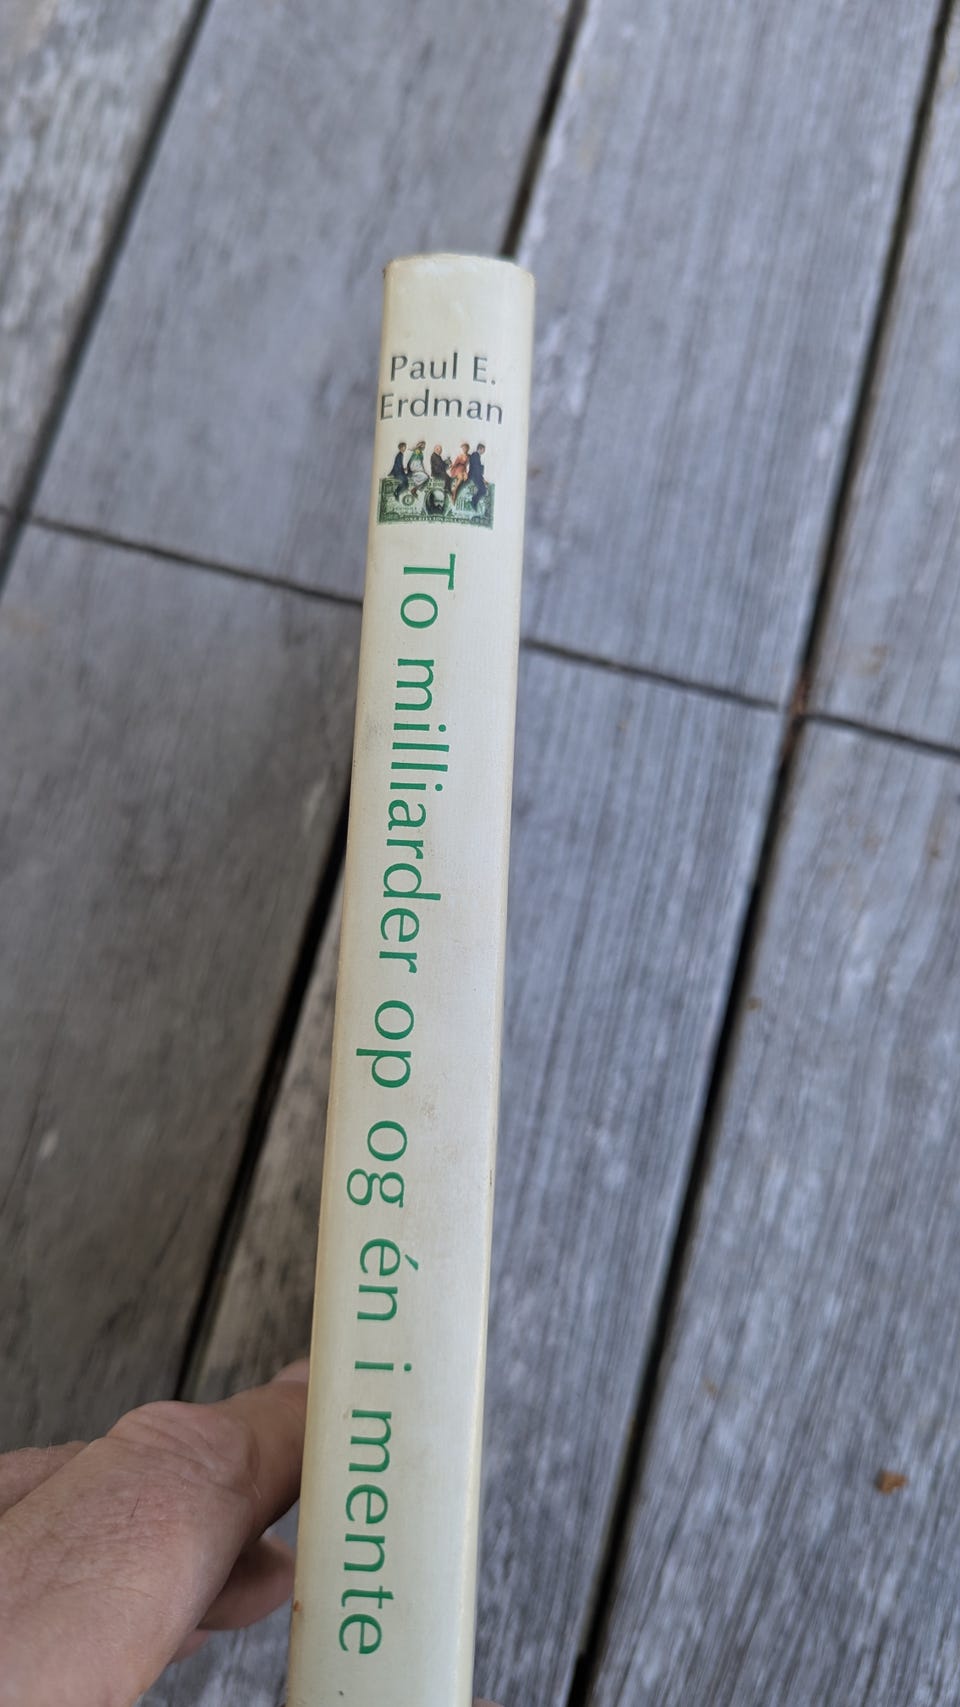 Paul E.
Erdman
To milliarder op og én i mente